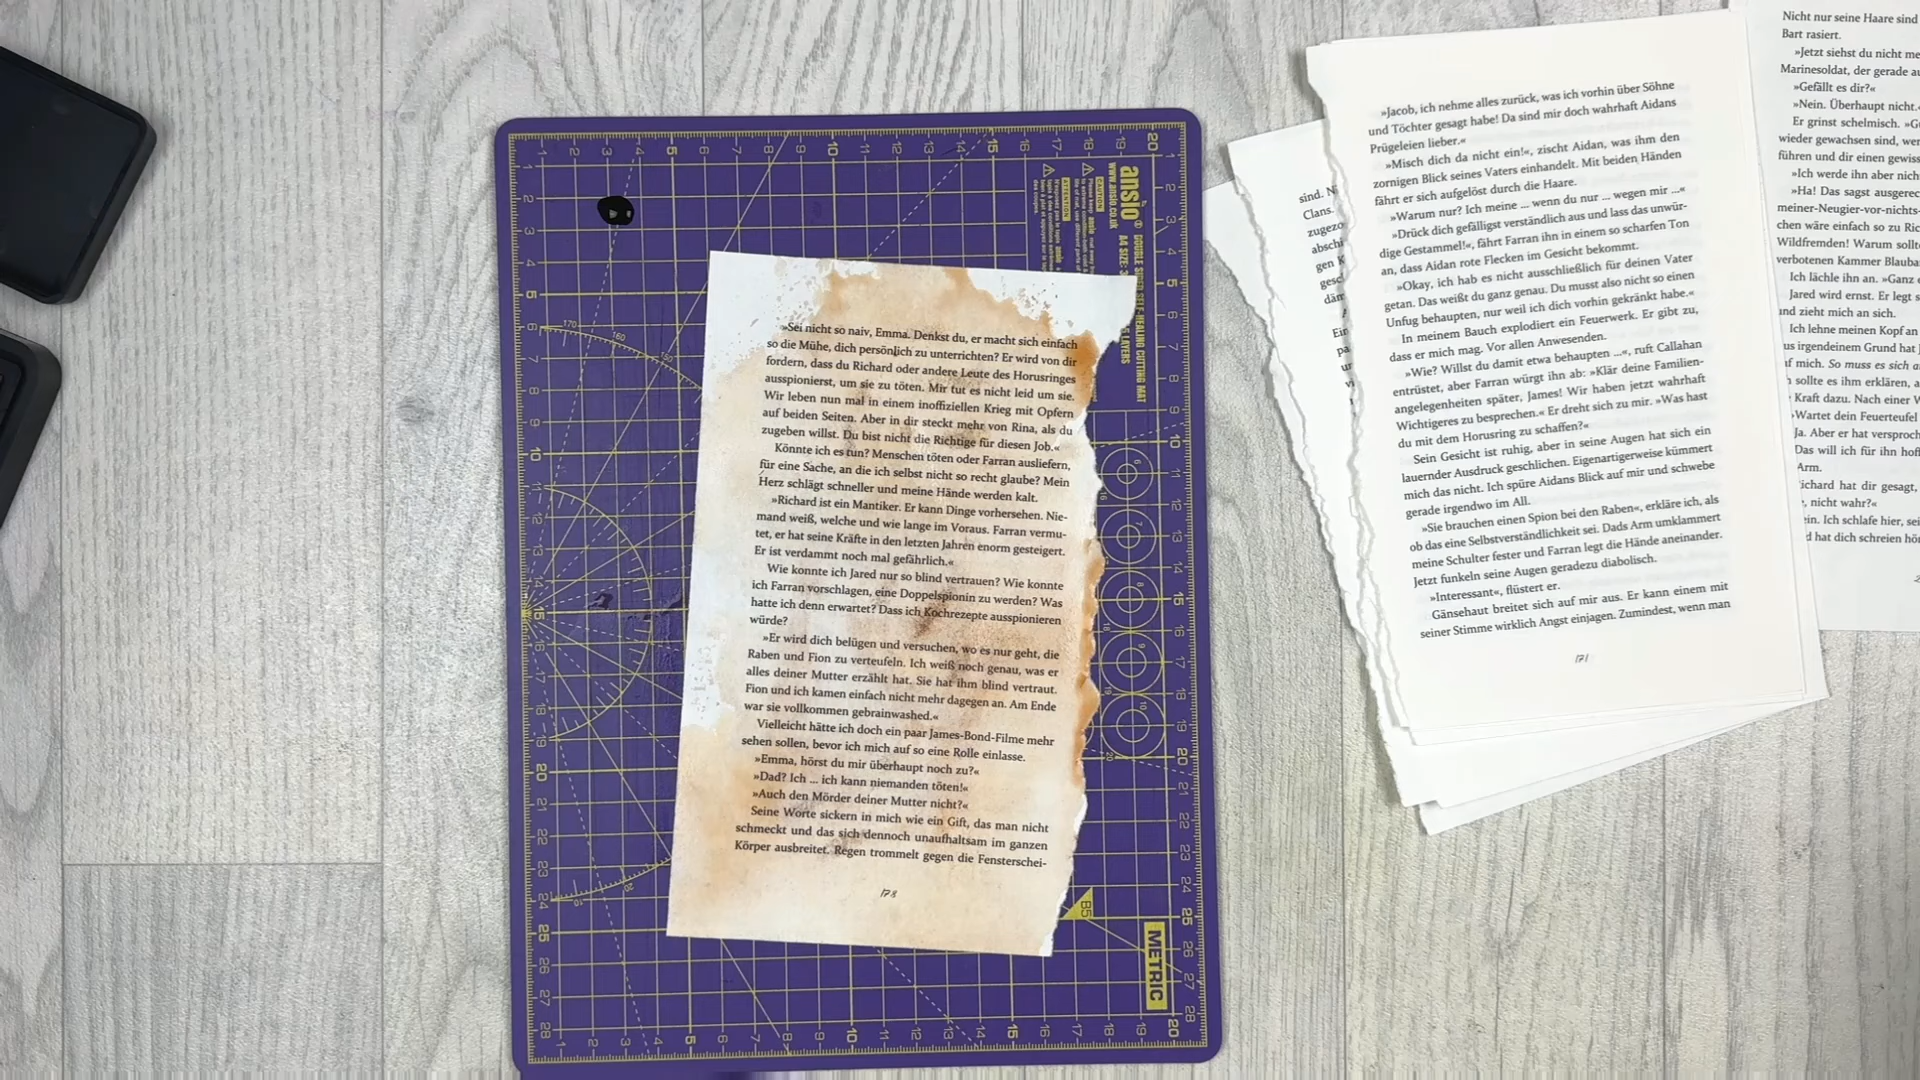 »Sei nicht so naiv, Emma. Denkst du, er macht sich einfach
so die Mühe, dich persönlich zu unterrichten? Er wird von dir
fordern, dass du Richard oder andere Leute des Horusringes
ausspionierst, um sie zu töten. Mir tut es nicht leid um sie.
Wir leben nun mal in einem inoffiziellen Krieg mit Opfern
auf beiden Seiten. Aber in dir steckt mehr von Rina, als du
zugeben willst. Du bist nicht die Richtige für diesen Job.«
Könnte ich es tun? Menschen töten oder Farran ausliefern,
für eine Sache, an die ich selbst nicht so recht glaube? Mein
Herz schlägt schneller und meine Hände werden kalt.
»Richard ist ein Mantiker. Er kann Dinge vorhersehen. Nie-
mand weiß, welche und wie lange im Voraus. Farran vermu-
tet, er hat seine Kräfte in den letzten Jahren enorm gesteigert.
Er ist verdammt noch mal gefährlich.«
Wie konnte ich Jared nur so blind vertrauen? Wie konnte
ich Farran vorschlagen, eine Doppelspionin zu werden? Was
hatte ich denn erwartet? Dass ich Kochrezepte ausspionieren
würde?
»Er wird dich belügen und versuchen, wo es nur geht, die
Raben und Fion zu verteufeln. Ich weiß noch genau, was er
alles deiner Mutter erzählt hat. Sie hat ihm blind vertraut.
Fion und ich kamen einfach nicht mehr dagegen an. Am Ende
war sie vollkommen gebrainwashed.«
Vielleicht hätte ich doch ein paar James-Bond-Filme mehr
sehen sollen, bevor ich mich auf so eine Rolle einlasse.
»Emma, hörst du mir überhaupt noch zu?«
»Dad? Ich ... ich kann niemanden töten!«
»Auch den Mörder deiner Mutter nicht?«
Seine Worte sickern in mich wie ein Gift, das man nicht
schmeckt und das sich dennoch unaufhaltsam im ganzen
Körper ausbreitet. Regen trommelt gegen die Fensterschei-
178
ansio
www.ansio.co.uk
METRIC
B5
»Jacob, ich nehme alles zurück, was ich vorhin über Söhne
und Töchter gesagt habe! Da sind mir doch wahrhaft Aidans
Prügeleien lieber.«
»Misch dich da nicht ein!«, zischt Aidan, was ihm den
zornigen Blick seines Vaters einhandelt. Mit beiden Händen
fährt er sich aufgelöst durch die Haare.
»Warum nur? Ich meine ... wenn du nur ... wegen mir ...«
»Drück dich gefälligst verständlich aus und lass das unwür-
dige Gestammel!«, fährt Farran ihn in einem so scharfen Ton
an, dass Aidan rote Flecken im Gesicht bekommt.
»Okay, ich hab es nicht ausschließlich für deinen Vater
getan. Das weißt du ganz genau. Du musst also nicht so einen
Unfug behaupten, nur weil ich dich vorhin gekränkt habe.«
In meinem Bauch explodiert ein Feuerwerk. Er gibt zu,
dass er mich mag. Vor allen Anwesenden.
»Wie? Willst du damit etwa behaupten ...«, ruft Callahan
entrüstet, aber Farran würgt ihn ab: »Klär deine Familien-
angelegenheiten später, James! Wir haben jetzt wahrhaft
Wichtigeres zu besprechen.« Er dreht sich zu mir. »Was hast
du mit dem Horusring zu schaffen?«
Sein Gesicht ist ruhig, aber in seine Augen hat sich ein
lauernder Ausdruck geschlichen. Eigenartigerweise kümmert
mich das nicht. Ich spüre Aidans Blick auf mir und schwebe
gerade irgendwo im All.
»Sie brauchen einen Spion bei den Raben«, erkläre ich, als
ob das eine Selbstverständlichkeit sei. Dads Arm umklammert
meine Schulter fester und Farran legt die Hände aneinander.
Jetzt funkeln seine Augen geradezu diabolisch.
»Interessant«, flüstert er.
Gänsehaut breitet sich auf mir aus. Er kann einem mit
seiner Stimme wirklich Angst einjagen. Zumindest, wenn man
171
sind.
Clans.
Nicht nur seine Haare sind
Bart rasiert.
»Jetzt siehst du nicht
Marinesoldat, der gerade
»Gefällt es dir?«
»Nein. Überhaupt nicht.
Er grinst schelmisch.
wieder gewachsen sind,
führen und dir einen
»Ich werde ihn aber
»Ha! Das sagst
meiner-Neugier-vor-nichts-
chen wäre einfach so zu
Wildfremden! Warum
verbotenen Kammer
Ich lächle ihn an. »Ganz
Jared wird ernst. Er legt
und zieht mich an sich.
Ich lehne meinen Kopf an
irgendeinem Grund hat
mich. So muss es sich
sollte es ihm erklären,
Kraft dazu. Nach einer
»Wartet dein Feuerteufel
Ja. Aber er hat
Das will ich für ihn
Arm.
hat dir gesagt,
nicht wahr?«
Ich schlafe hier,
hat dich schreien